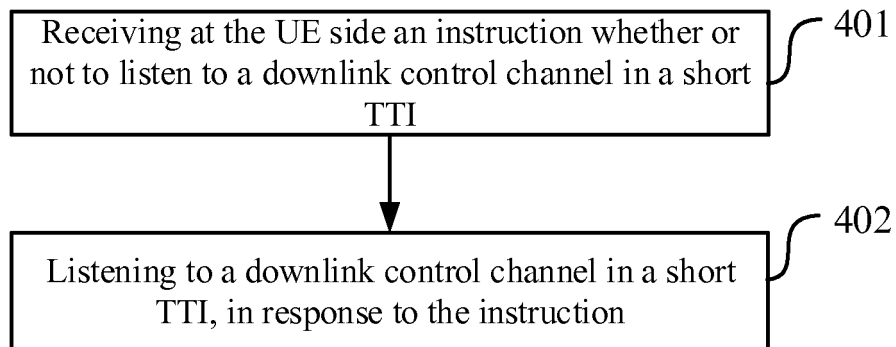 Receiving at the UE side an instruction whether or
not to listen to a downlink control channel in a short
TTI
401
Listening to a downlink control channel in a short
TTI, in response to the instruction
402